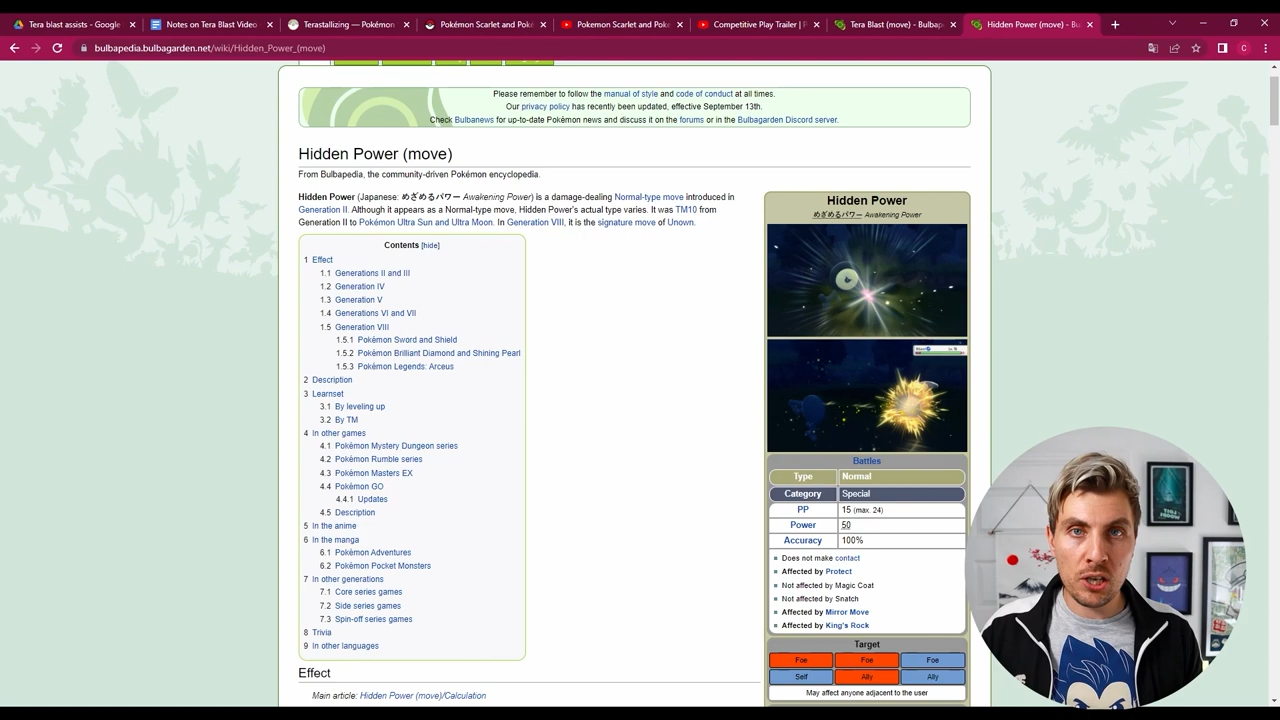 Tera blast assists - Google
Notes on Tera Blast Video
Terastallizing — Pokémon
Pokémon Scarlet and Poké
Pokemon Scarlet and Poke
Competitive Play Trailer | P
Tera Blast (move) - Bulbap
Hidden Power (move) - Bu
bulbapedia.bulbagarden.net/wiki/Hidden_Power_(move)
C
Please remember to follow the manual of style and code of conduct at all times.
Our privacy policy has recently been updated, effective September 13th.
Check Bulbanews for up-to-date Pokémon news and discuss it on the forums or in the Bulbagarden Discord server.
Hidden Power (move)
From Bulbapedia, the community-driven Pokémon encyclopedia.
Hidden Power (Japanese: めざめるパワー Awakening Power) is a damage-dealing Normal-type move introduced in
Generation II. Although it appears as a Normal-type move, Hidden Power's actual type varies. It was TM10 from
Generation II to Pokémon Ultra Sun and Ultra Moon. In Generation VIII, it is the signature move of Unown.
Contents [hide]
1 Effect
1.1 Generations II and III
1.2 Generation IV
1.3 Generation V
1.4 Generations VI and VII
1.5 Generation VIII
1.5.1 Pokémon Sword and Shield
1.5.2 Pokémon Brilliant Diamond and Shining Pearl
1.5.3 Pokémon Legends: Arceus
2 Description
3 Learnset
3.1 By leveling up
3.2 By TM
4 In other games
4.1 Pokémon Mystery Dungeon series
4.2 Pokémon Rumble series
4.3 Pokémon Masters EX
4.4 Pokémon GO
4.4.1 Updates
4.5 Description
5 In the anime
6 In the manga
6.1 Pokémon Adventures
6.2 Pokémon Pocket Monsters
7 In other generations
7.1 Core series games
7.2 Side series games
7.3 Spin-off series games
8 Trivia
9 In other languages
Effect
Main article: Hidden Power (move)/Calculation
Hidden Power
めざめるパワー Awakening Power
Battles
Type Normal
Category Special
PP 15 (max. 24)
Power 50
Accuracy 100%
Does not make contact
Affected by Protect
Not affected by Magic Coat
Not affected by Snatch
Affected by Mirror Move
Affected by King's Rock
Target
Foe Foe Foe
Self Ally Ally
May affect anyone adjacent to the user